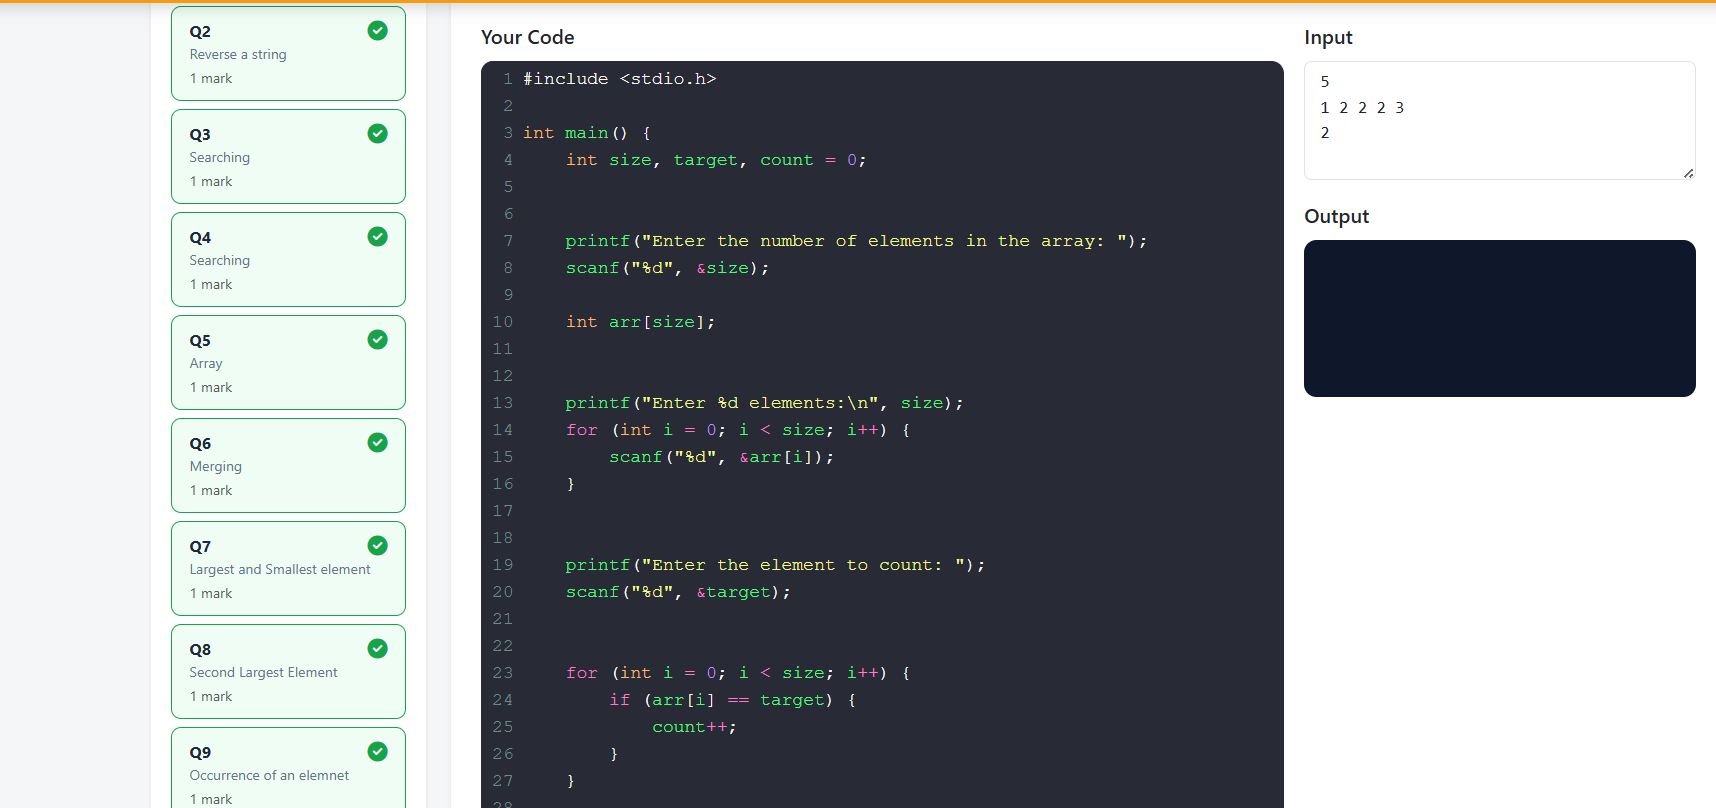 Q2
Reverse a string
1 mark
Q3
Searching
1 mark
Q4
Searching
1 mark
Q5
Array
1 mark
Q6
Merging
1 mark
Q7
Largest and Smallest element
1 mark
Q8
Second Largest Element
1 mark
Q9
Occurrence of an elemnet
1 mark
Your Code
1 #include <stdio.h>
2
3 int main() {
4     int size, target, count = 0;
5
6
7     printf("Enter the number of elements in the array: ");
8     scanf("%d", &size);
9
10     int arr[size];
11
12
13     printf("Enter %d elements:\n", size);
14     for (int i = 0; i < size; i++) {
15         scanf("%d", &arr[i]);
16     }
17
18
19     printf("Enter the element to count: ");
20     scanf("%d", &target);
21
22
23     for (int i = 0; i < size; i++) {
24         if (arr[i] == target) {
25             count++;
26         }
27     }
28
Input
5
1 2 2 2 3
2
Output